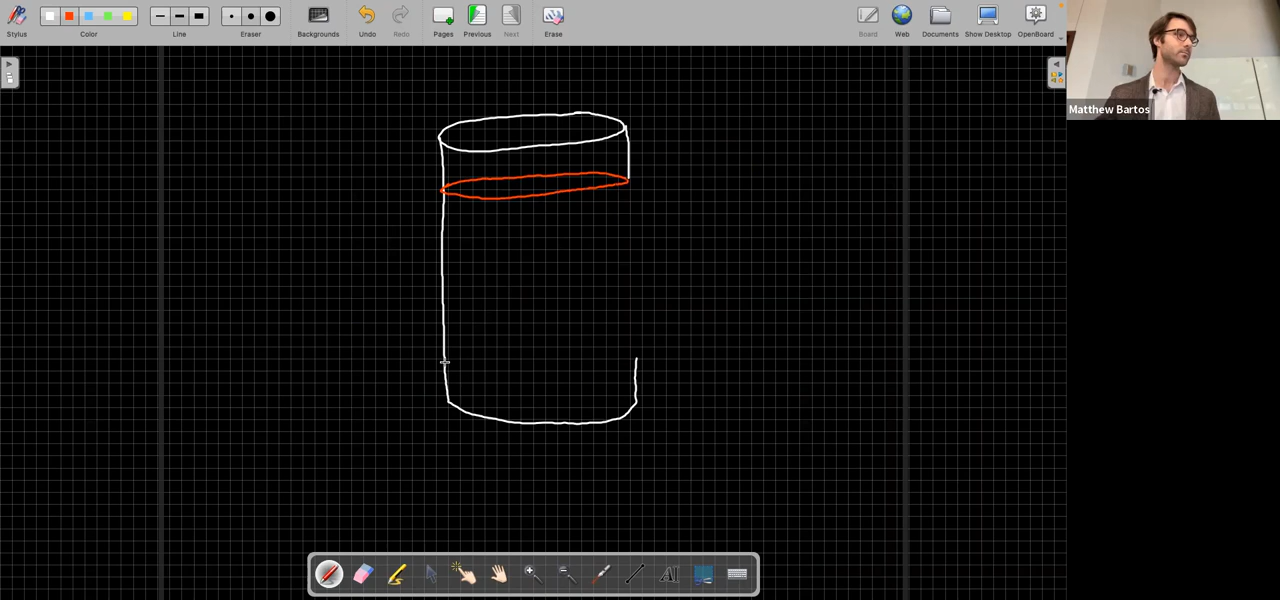 Stylus Color Line Eraser Backgrounds Undo Redo Pages Previous Next Erase Board Web Documents Show Desktop OpenBoard
Matthew Bartos
AI